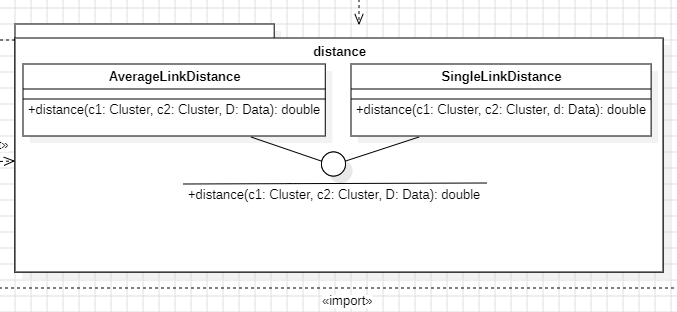 distance
AverageLinkDistance
SingleLinkDistance
+distance(c1: Cluster, c2: Cluster, D: Data): double
+distance(c1: Cluster, c2: Cluster, d: Data): double
+distance(c1: Cluster, c2: Cluster, D: Data): double
«import»